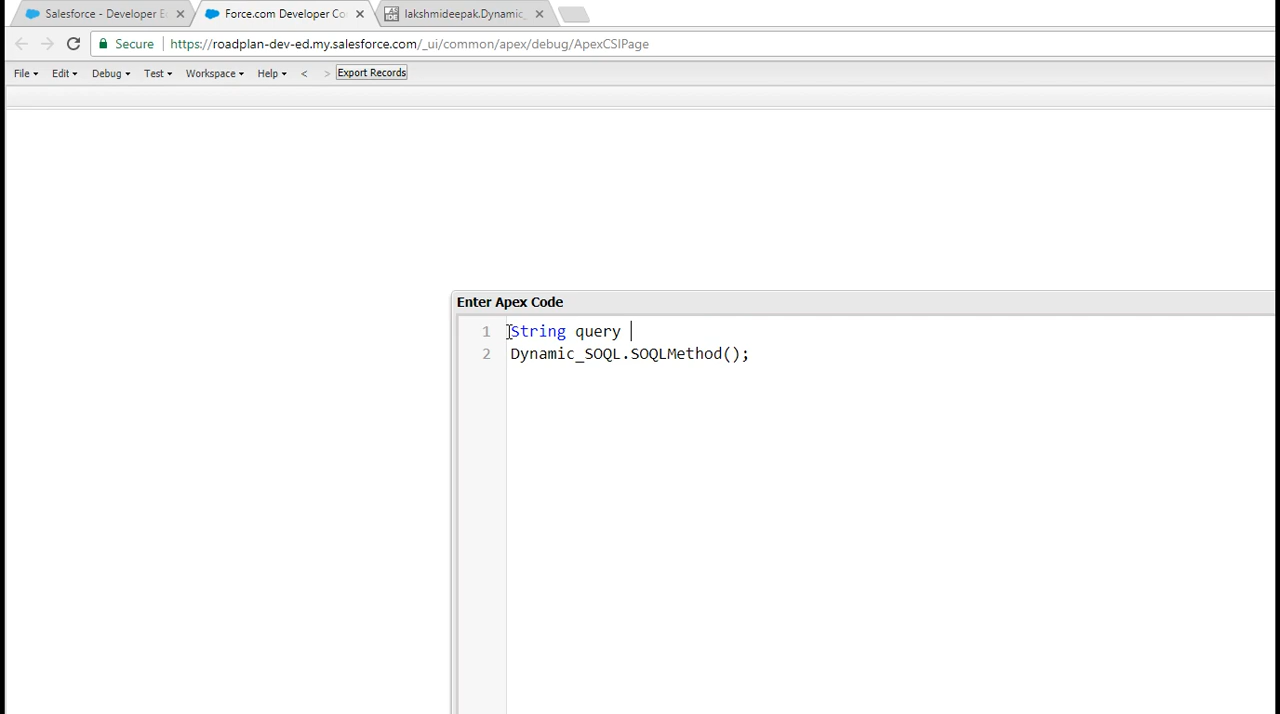 Salesforce - Developer E
Force.com Developer Co
lakshmideepak.Dynamic_
Secure https://roadplan-dev-ed.my.salesforce.com/_ui/common/apex/debug/ApexCSIPage
File Edit Debug Test Workspace Help < > Export Records
Enter Apex Code
1 String query
2 Dynamic_SOQL.SOQLMethod();